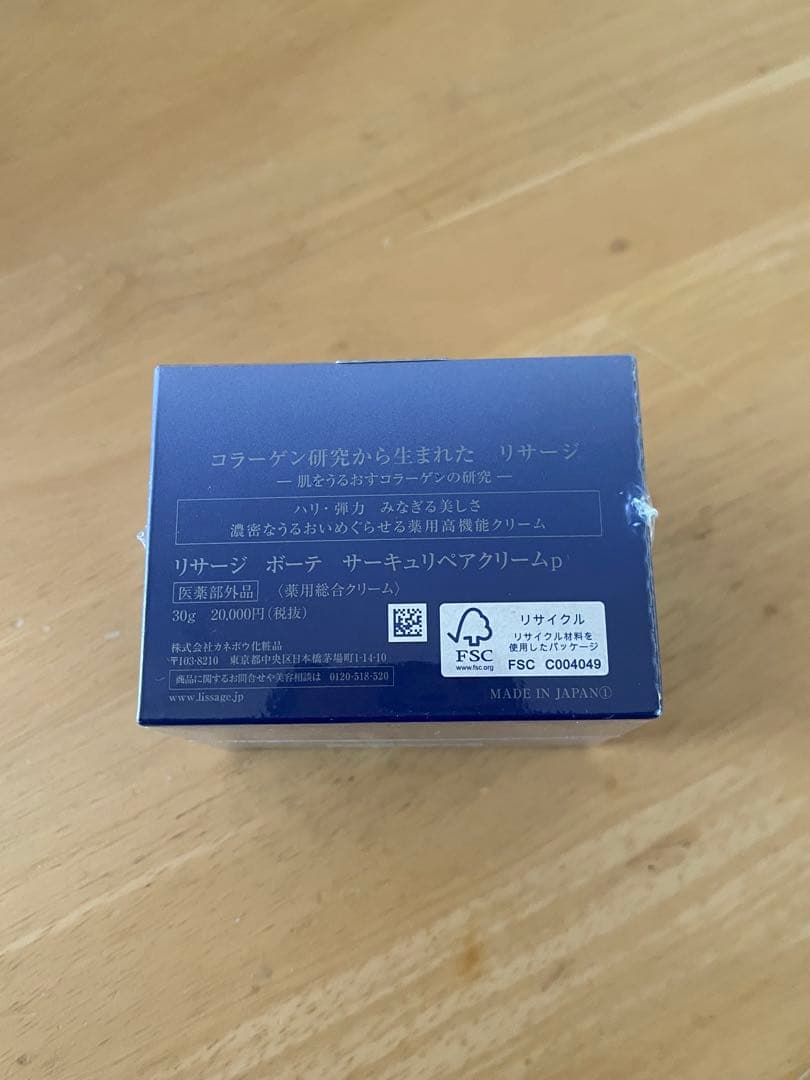 コラーゲン研究から生まれた　リサージ
― 肌をうるおすコラーゲンの研究 ―
ハリ・弾力　みなぎる美しさ
濃密なうるおいめぐらせる薬用高機能クリーム
リサージ　ボーテ　サーキュリペアクリームp
医薬部外品 〈薬用総合クリーム〉
30g　20,000円(税抜)
株式会社カネボウ化粧品
〒103-8210　東京都中央区日本橋茅場町1-14-10
商品に関するお問合せや美容相談は　0120-518-520
www.lissage.jp
FSC
www.fsc.org
リサイクル
リサイクル材料を
使用したパッケージ
FSC C004049
MADE IN JAPAN①